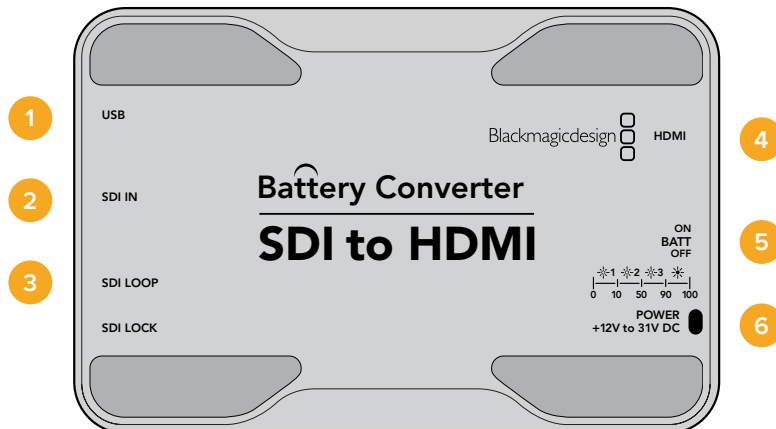 1
USB
Blackmagicdesign
HDMI
4
2
SDI IN
Battery Converter
SDI to HDMI
ON
BATT
OFF
5
3
SDI LOOP
1 2 3
0 10 50 90 100
SDI LOCK
POWER
+12V to 31V DC
6